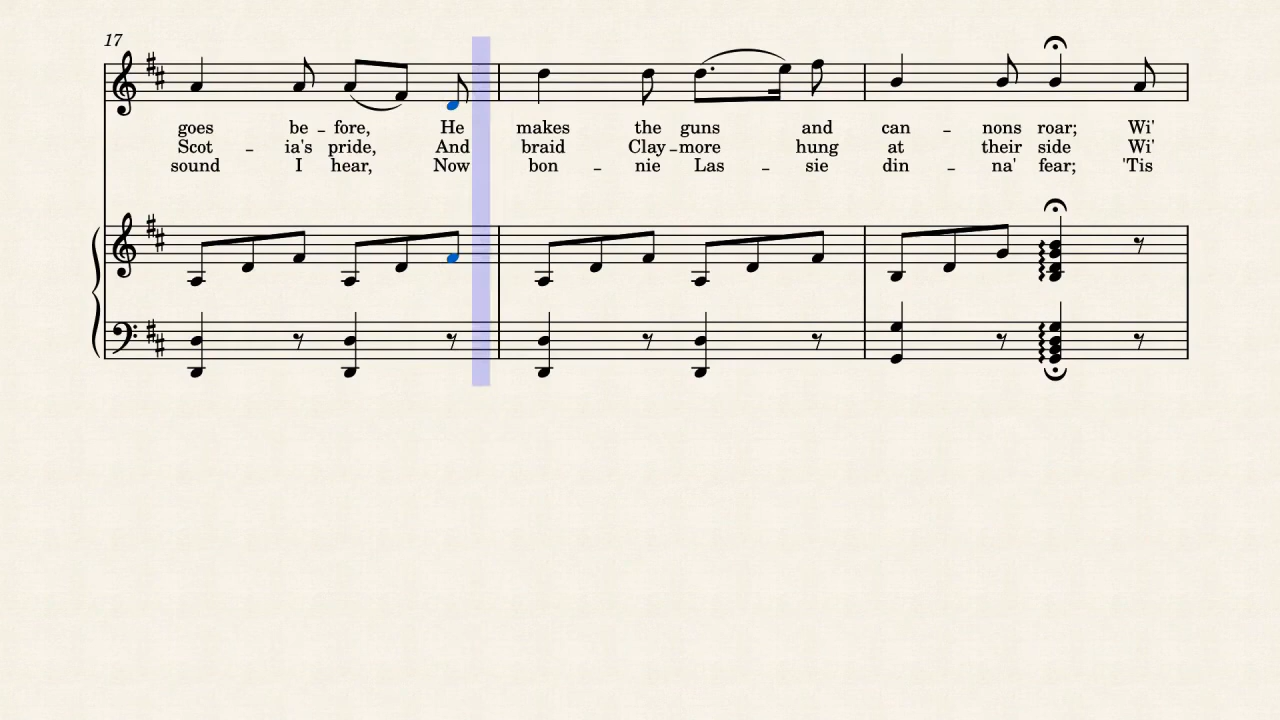 17
goes be – fore, He makes the guns and can – nons roar; Wi'
Scot – ia's pride, And braid Clay – more hung at their side Wi'
sound I hear, Now bon – nie Las – sie din – na' fear; 'Tis